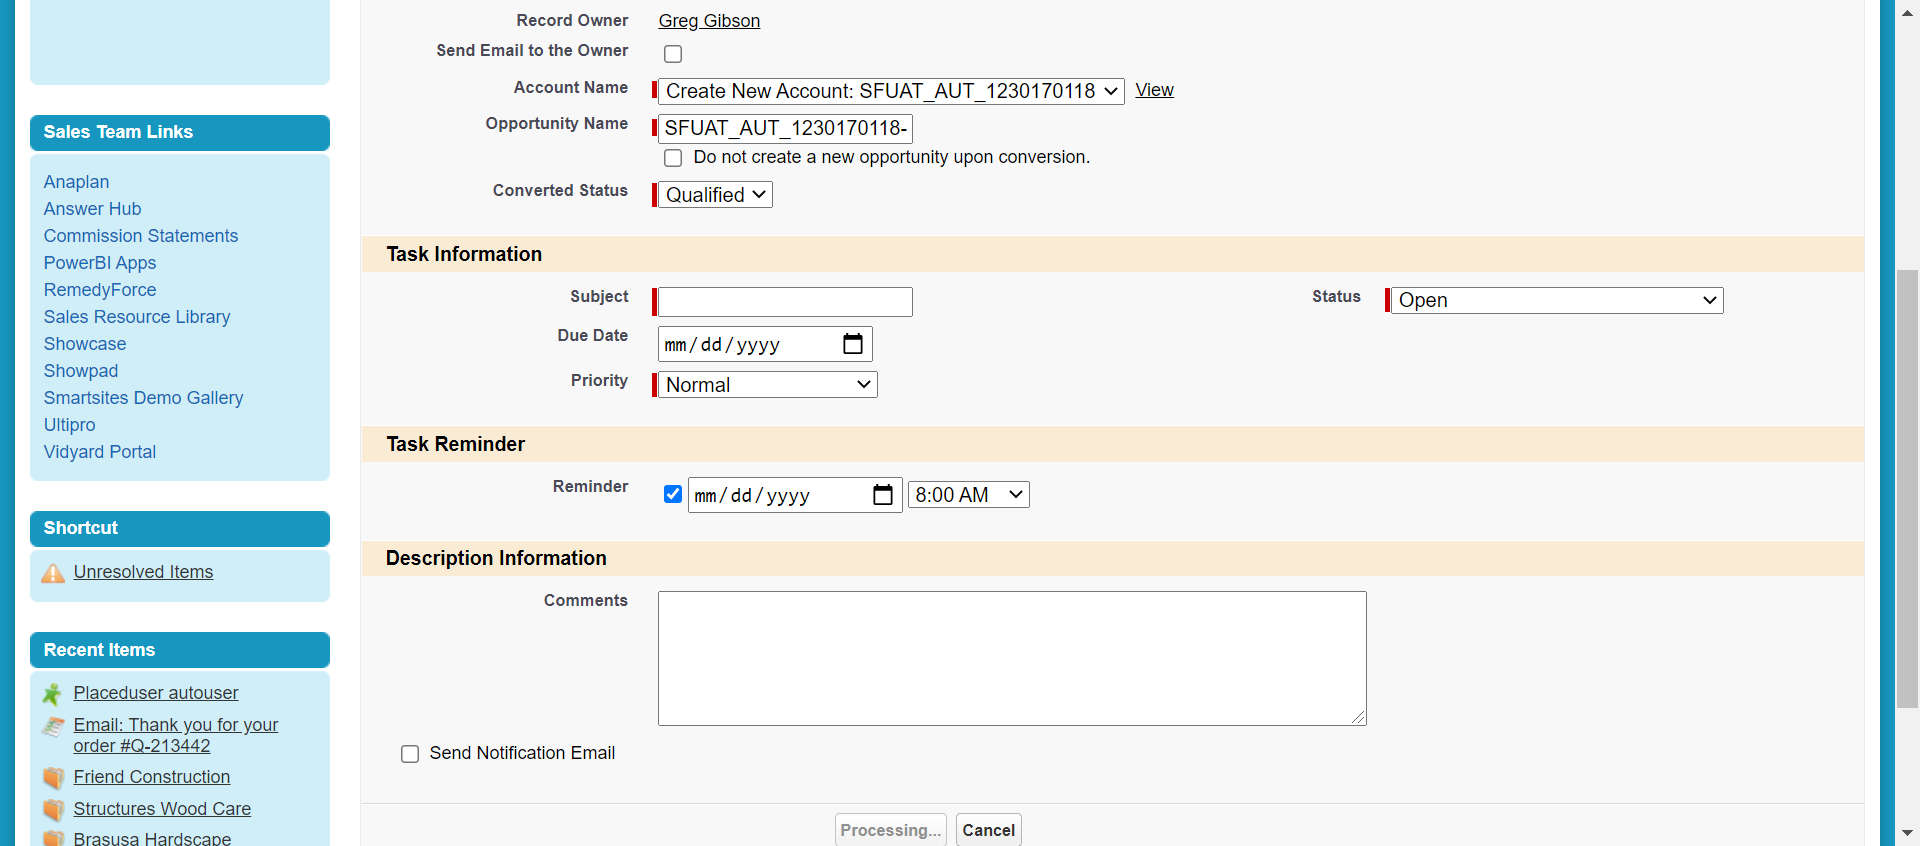 Record Owner Greg Gibson
Send Email to the Owner
Account Name Create New Account: SFUAT_AUT_1230170118 View
Opportunity Name SFUAT_AUT_1230170118-
Do not create a new opportunity upon conversion.
Converted Status Qualified
Task Information
Subject Status Open
Due Date mm/dd/yyyy
Priority Normal
Task Reminder
Reminder mm/dd/yyyy 8:00 AM
Description Information
Comments
Send Notification Email
Processing... Cancel
Sales Team Links
Anaplan
Answer Hub
Commission Statements
PowerBI Apps
RemedyForce
Sales Resource Library
Showcase
Showpad
Smartsites Demo Gallery
Ultipro
Vidyard Portal
Shortcut
Unresolved Items
Recent Items
Placeduser autouser
Email: Thank you for your
order #Q-213442
Friend Construction
Structures Wood Care
Brasusa Hardscape